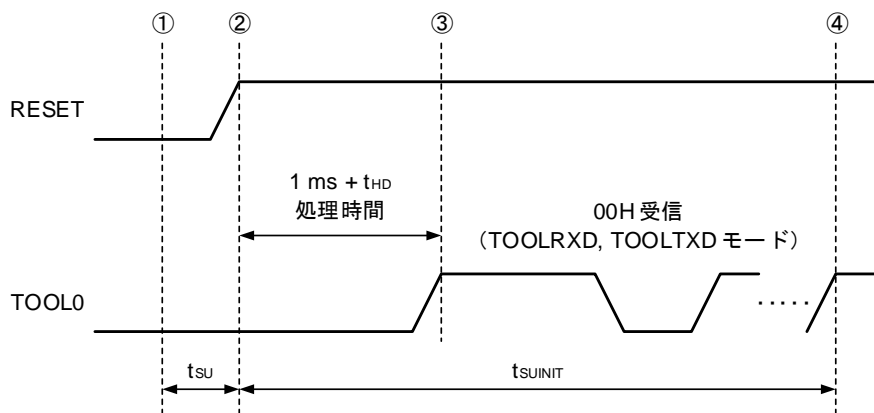 ① ② ③ ④
RESET
1 ms + tHD
処理時間
00H 受信
（TOOLRXD, TOOLTXD モード）
TOOL0
tSU
tSUINIT